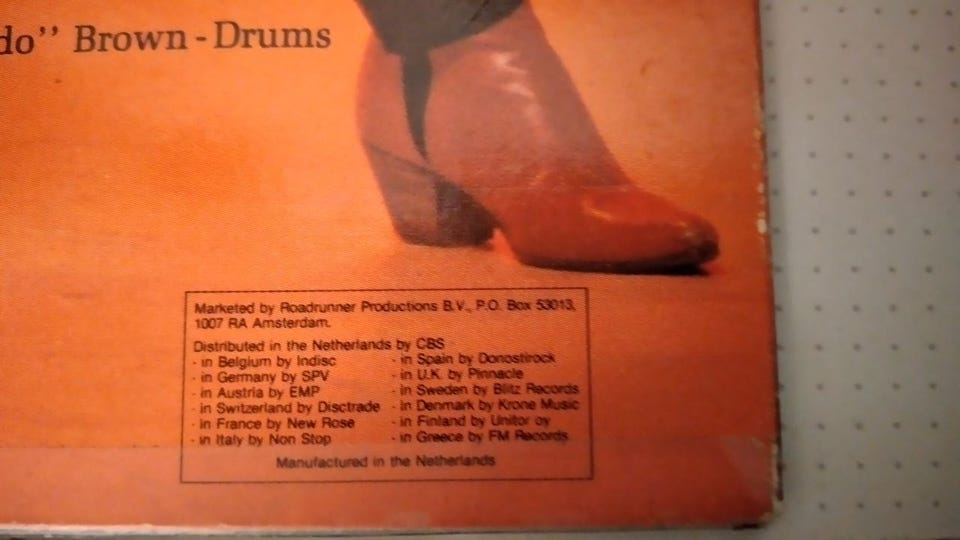 do” Brown - Drums
Marketed by Roadrunner Productions B.V., P.O. Box 53013,
1007 RA Amsterdam.
Distributed in the Netherlands by CBS
- in Belgium by Indisc
- in Germany by SPV
- in Austria by EMP
- in Switzerland by Disctrade
- in France by New Rose
- in Italy by Non Stop
- in Spain by Donostirock
- in U.K. by Pinnacle
- in Sweden by Blitz Records
- in Denmark by Krone Music
- in Finland by Unitor oy
- in Greece by FM Records
Manufactured in the Netherlands